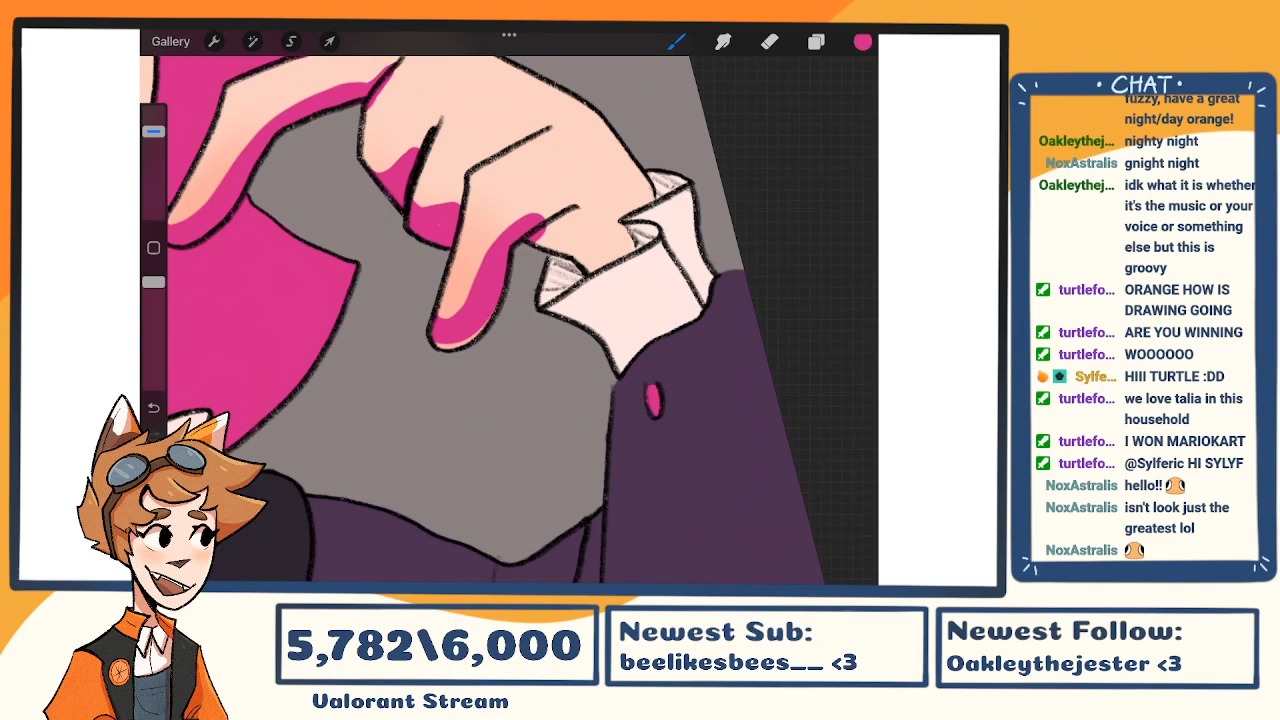 Gallery
• CHAT •
fuzzy, have a great
night/day orange!
Oakleythej... nighty night
NoxAstralis gnight night
Oakleythej... idk what it is whether
it's the music or your
voice or something
else but this is
groovy
turtlefo... ORANGE HOW IS
DRAWING GOING
turtlefo... ARE YOU WINNING
turtlefo... WOOOOOO
Sylfe... HIII TURTLE :DD
turtlefo... we love talia in this
household
turtlefo... I WON MARIOKART
turtlefo... @Sylferic HI SYLYF
NoxAstralis hello!!
NoxAstralis isn't look just the
greatest lol
NoxAstralis
5,782\6,000
Valorant Stream
Newest Sub:
beelikesbees__ <3
Newest Follow:
Oakleythejester <3